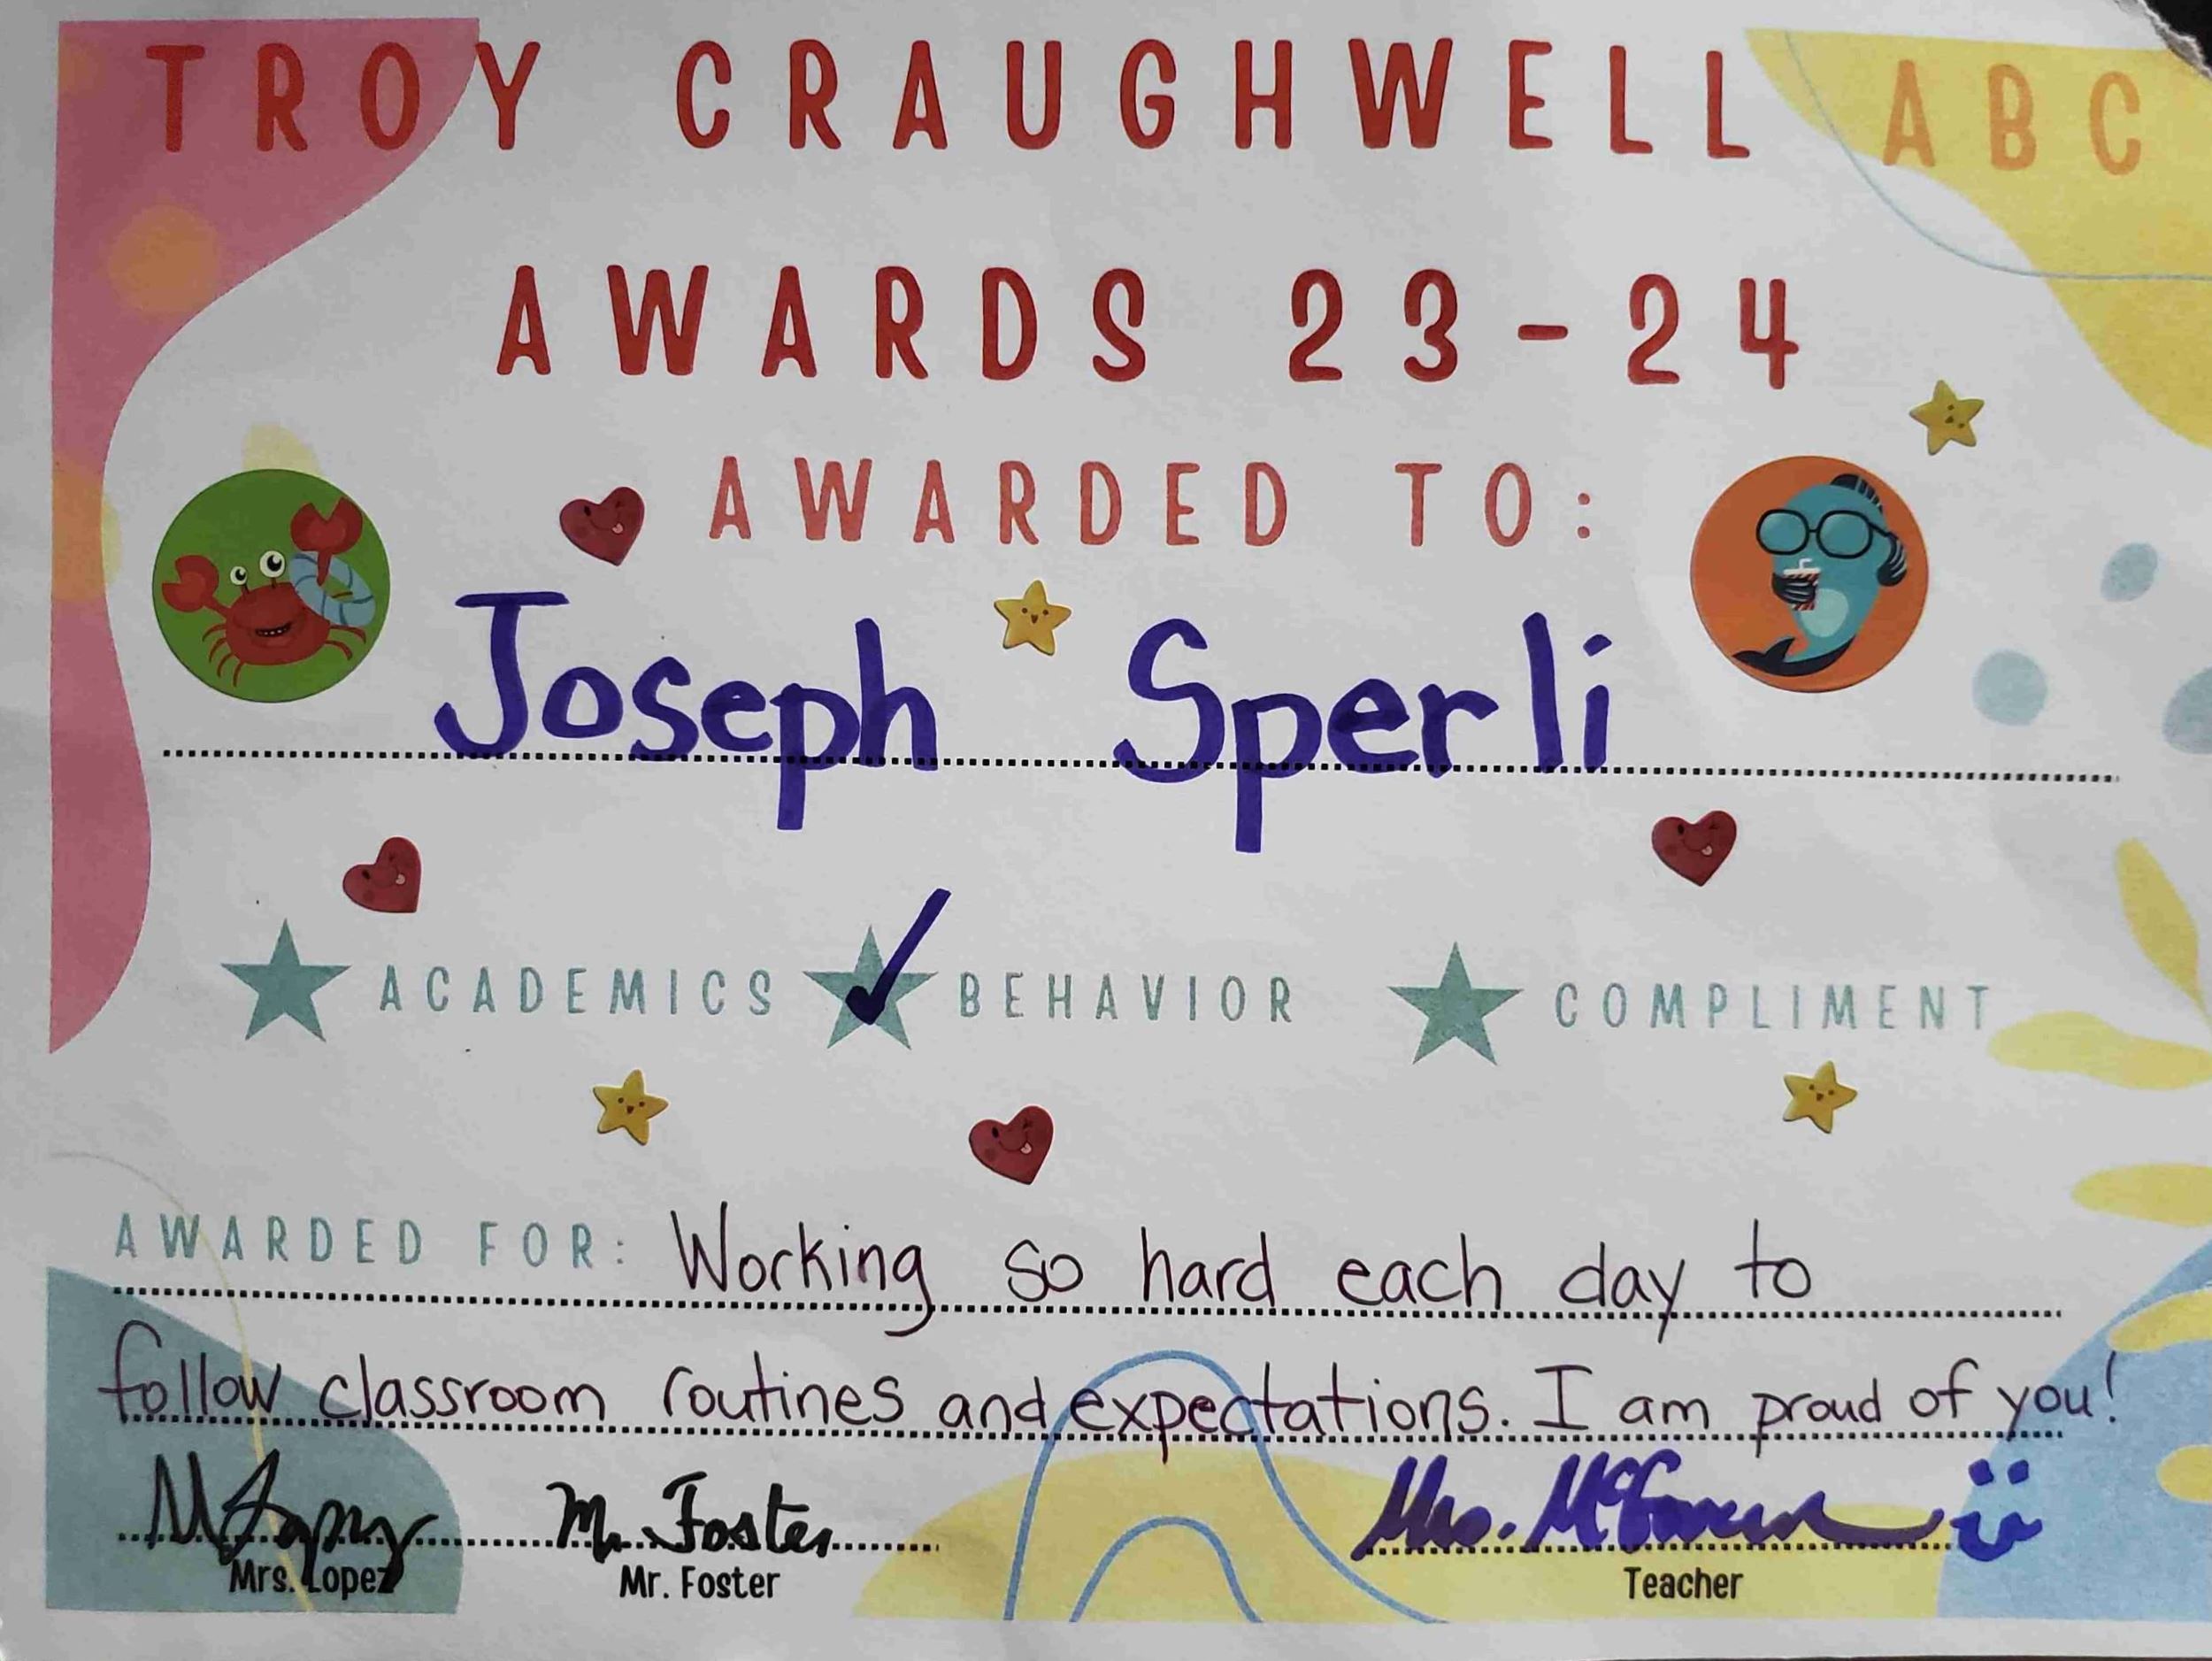 TROY CRAUGHWELL ABC
AWARDS 23-24
AWARDED TO:
Joseph Sperli
ACADEMICS BEHAVIOR COMPLIMENT
AWARDED FOR: Working so hard each day to
follow classroom routines and expectations. I am proud of you!
Mr. Foster Mrs.
Mrs. Lopez Mr. Foster Teacher